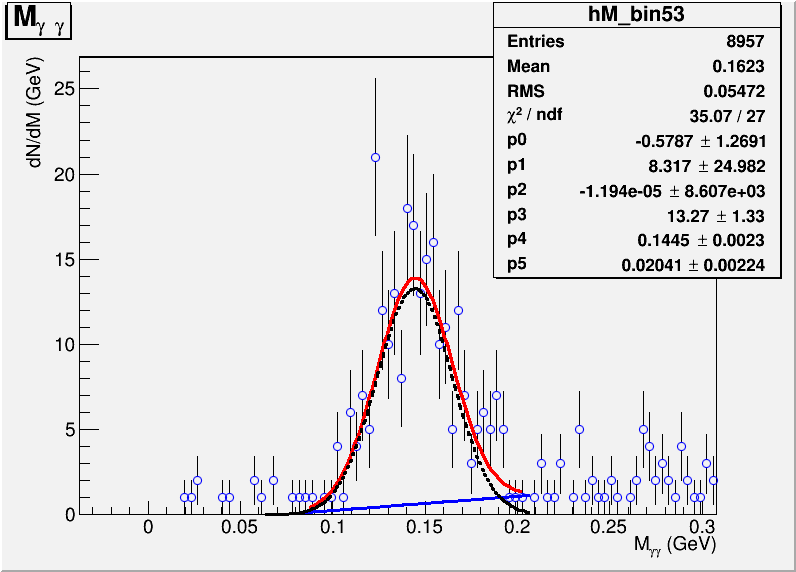 Mγ γ
hM_bin53
Entries 8957
Mean 0.1623
RMS 0.05472
χ² / ndf 35.07 / 27
p0 -0.5787 ± 1.2691
p1 8.317 ± 24.982
p2 -1.194e-05 ± 8.607e+03
p3 13.27 ± 1.33
p4 0.1445 ± 0.0023
p5 0.02041 ± 0.00224
dN/dM (GeV)
25
20
15
10
5
0
0 0.05 0.1 0.15 0.2 0.25 0.3
Mγγ (GeV)